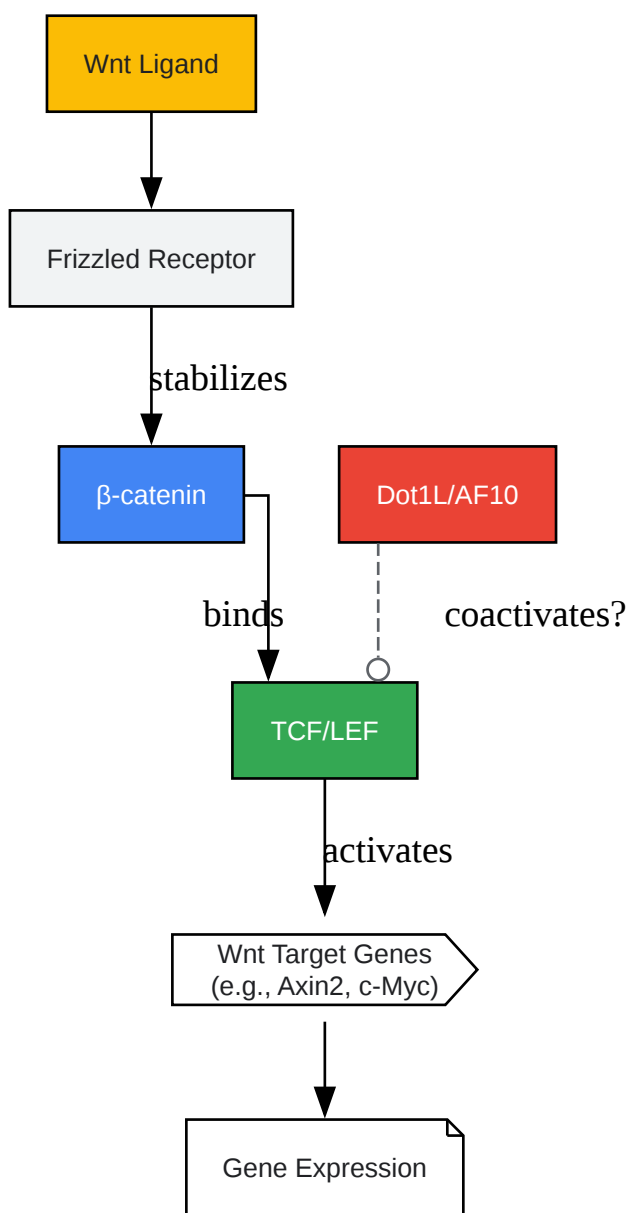 Wnt Ligand
Frizzled Receptor
stabilizes
β-catenin
Dot1L/AF10
binds
coactivates?
TCF/LEF
activates
Wnt Target Genes
(e.g., Axin2, c-Myc)
Gene Expression